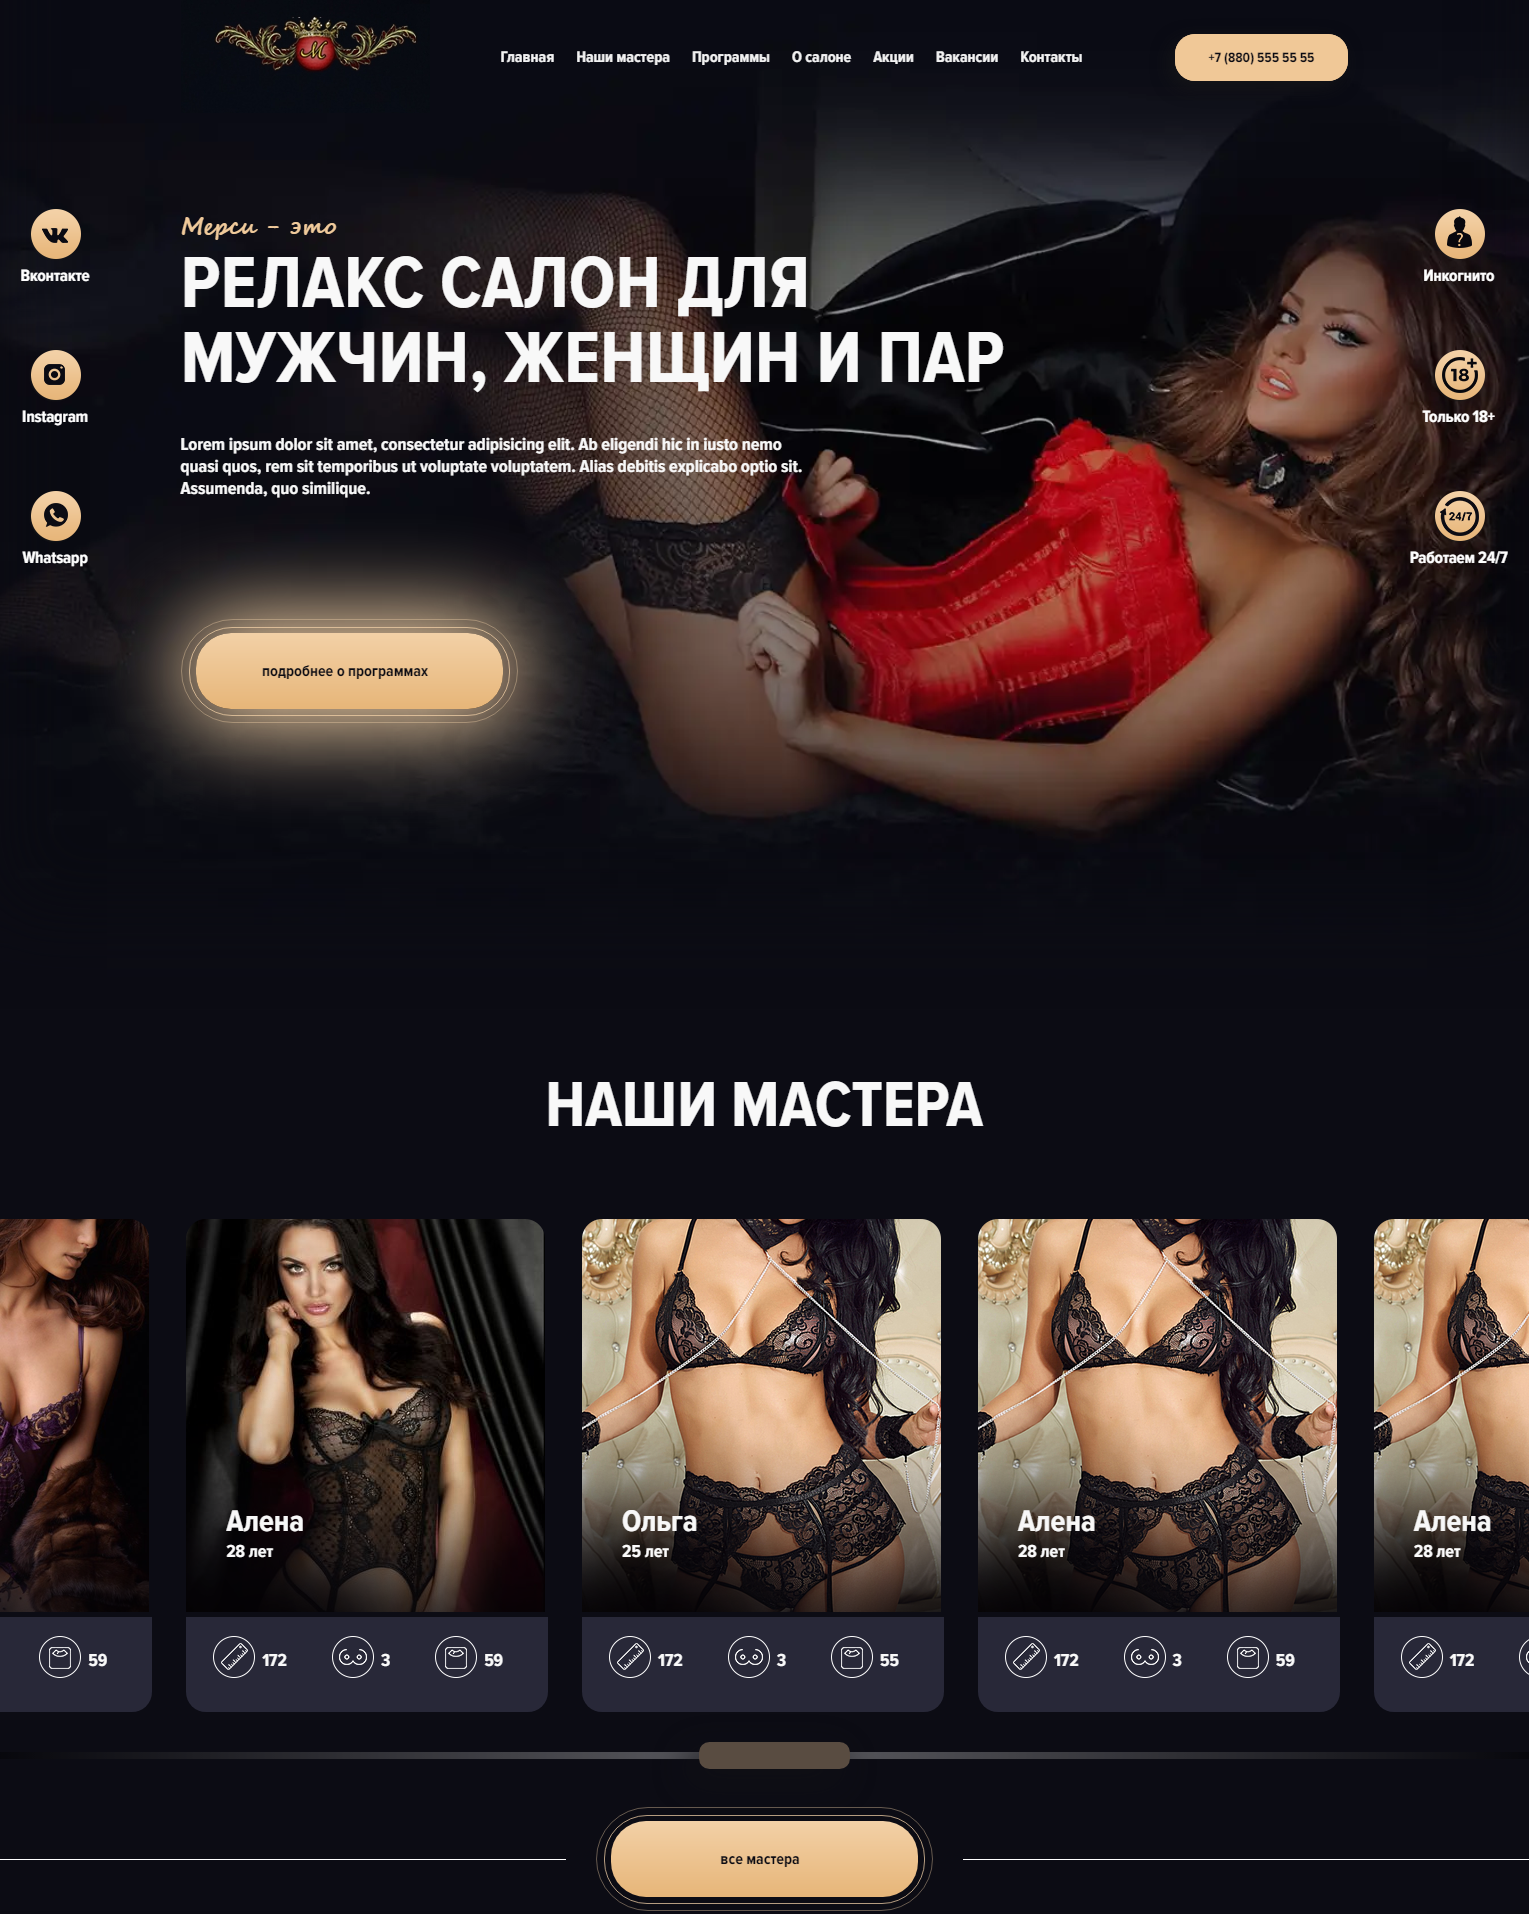 M
Главная Наши мастера Программы О салоне Акции Вакансии Контакты
+7 (880) 555 55 55
Мерси - это
РЕЛАКС САЛОН ДЛЯ
МУЖЧИН, ЖЕНЩИН И ПАР
Lorem ipsum dolor sit amet, consectetur adipisicing elit. Ab eligendi hic in iusto nemo
quasi quos, rem sit temporibus ut voluptate voluptatem. Alias debitis explicabo optio sit.
Assumenda, quo similique.
подробнее о программах
Вконтакте
Instagram
Whatsapp
?
Инкогнито
18+
Только 18+
24/7
Работаем 24/7
НАШИ МАСТЕРА
59
Алена
28 лет
172 3 59
Ольга
25 лет
172 3 55
Алена
28 лет
172 3 59
Алена
28 лет
172
все мастера